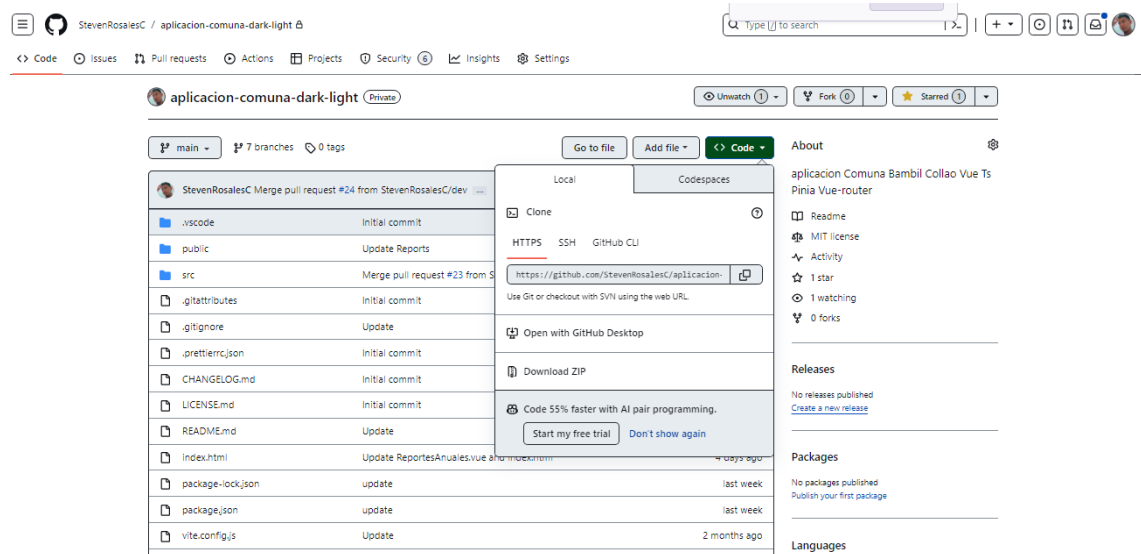 StevenRosalesC / aplicacion-comuna-dark-light
Type [/] to search
Code Issues Pull requests Actions Projects Security 6 Insights Settings
aplicacion-comuna-dark-light Private
Unwatch 1 Fork 0 Starred 1
main 7 branches 0 tags
Go to file Add file Code
StevenRosalesC Merge pull request #24 from StevenRosalesC/dev ...
.vscode Initial commit
public Update Reports
src Merge pull request #23 from S
.gitattributes Initial commit
.gitignore Update
.prettierrc.json Initial commit
CHANGELOG.md Initial commit
LICENSE.md Initial commit
README.md Update
index.html Update ReportesAnuales.vue and index.html 4 days ago
package-lock.json update last week
package.json update last week
vite.config.js Update 2 months ago
Local Codespaces
Clone
HTTPS SSH GitHub CLI
https://github.com/StevenRosalesC/aplicacion-
Use Git or checkout with SVN using the web URL.
Open with GitHub Desktop
Download ZIP
Code 55% faster with AI pair programming.
Start my free trial Don't show again
About
aplicacion Comuna Bambil Collao Vue Ts
Pinia Vue-router
Readme
MIT license
Activity
1 star
1 watching
0 forks
Releases
No releases published
Create a new release
Packages
No packages published
Publish your first package
Languages